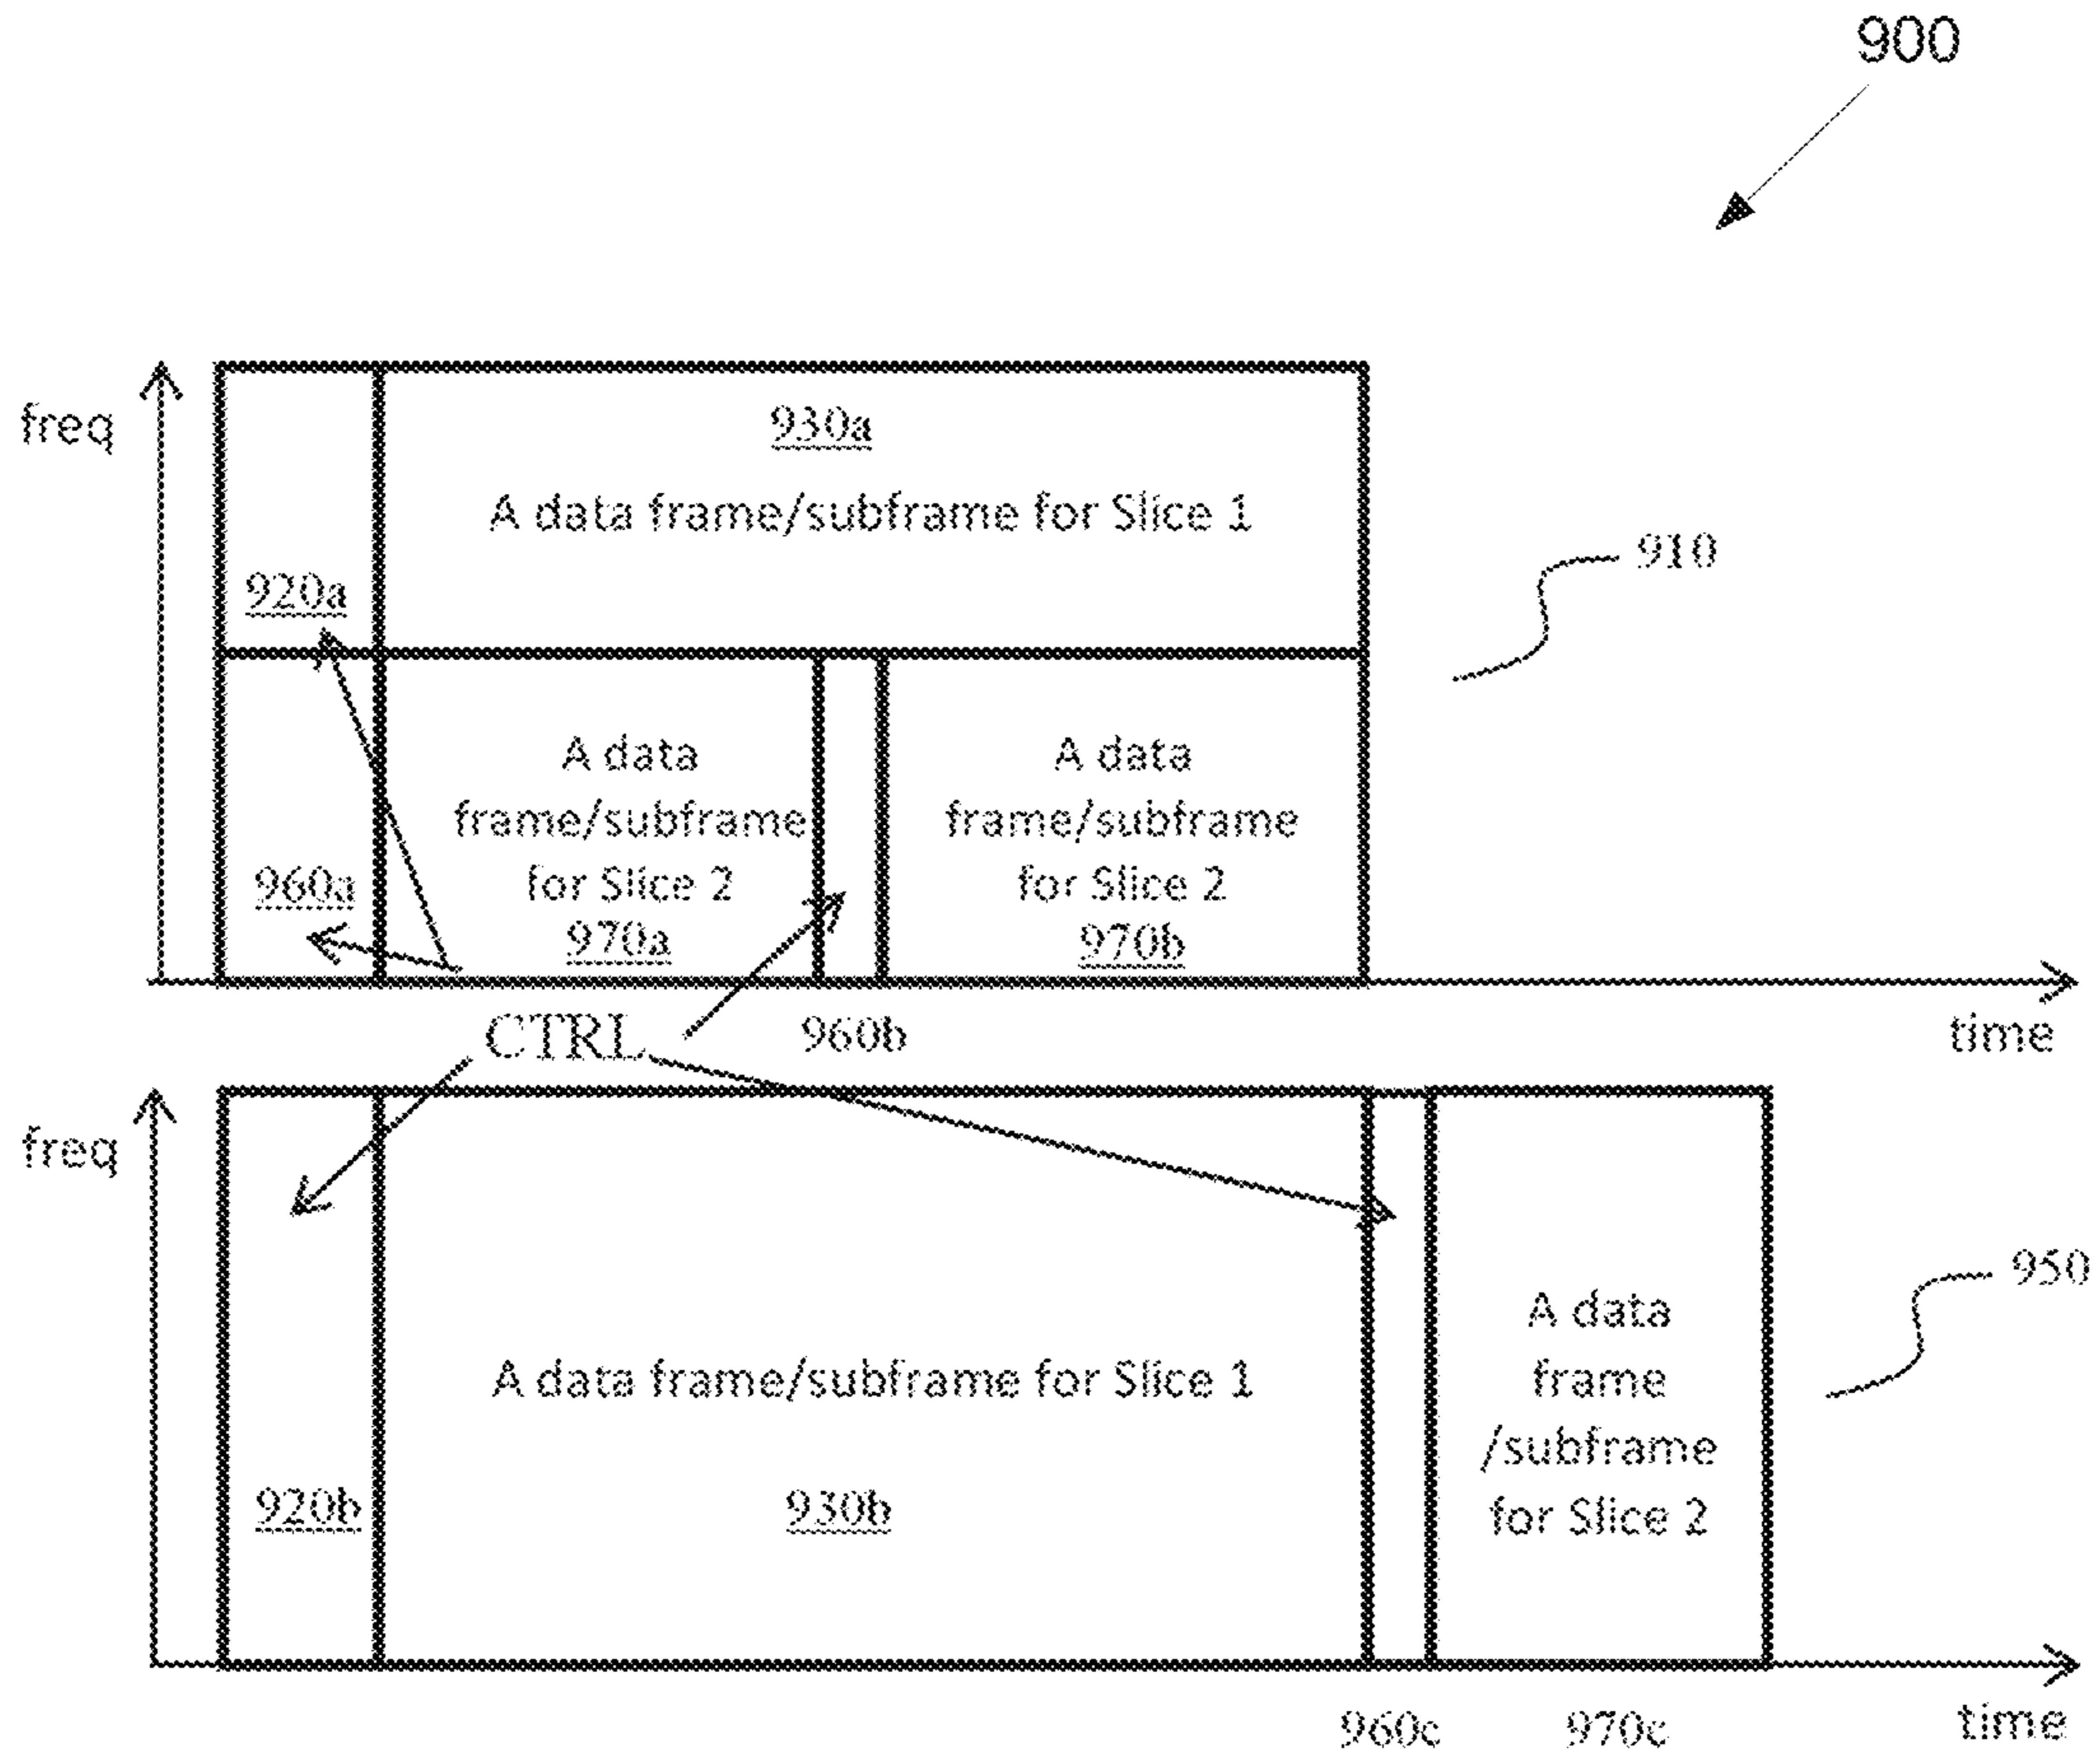 900
freq
930a
A data frame/subframe for Slice 1
910
920a
A data
frame/subframe
for Slice 2
970a
A data
frame/subframe
for Slice 2
970b
960a
CTRL
960b
time
freq
950
A data frame/subframe for Slice 1
930b
920b
A data
frame
/subframe
for Slice 2
960c
970c
time